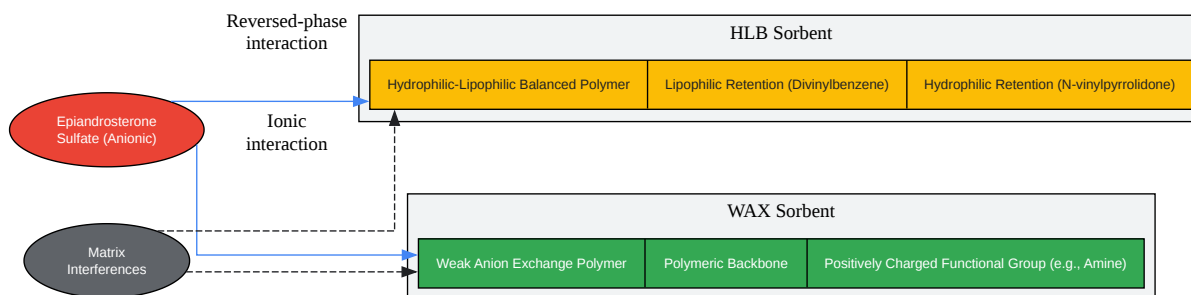 Reversed-phase
interaction
HLB Sorbent
Hydrophilic-Lipophilic Balanced Polymer
Lipophilic Retention (Divinylbenzene)
Hydrophilic Retention (N-vinylpyrrolidone)
Epiandrosterone
Sulfate (Anionic)
Ionic
interaction
WAX Sorbent
Matrix
Interferences
Weak Anion Exchange Polymer
Polymeric Backbone
Positively Charged Functional Group (e.g., Amine)